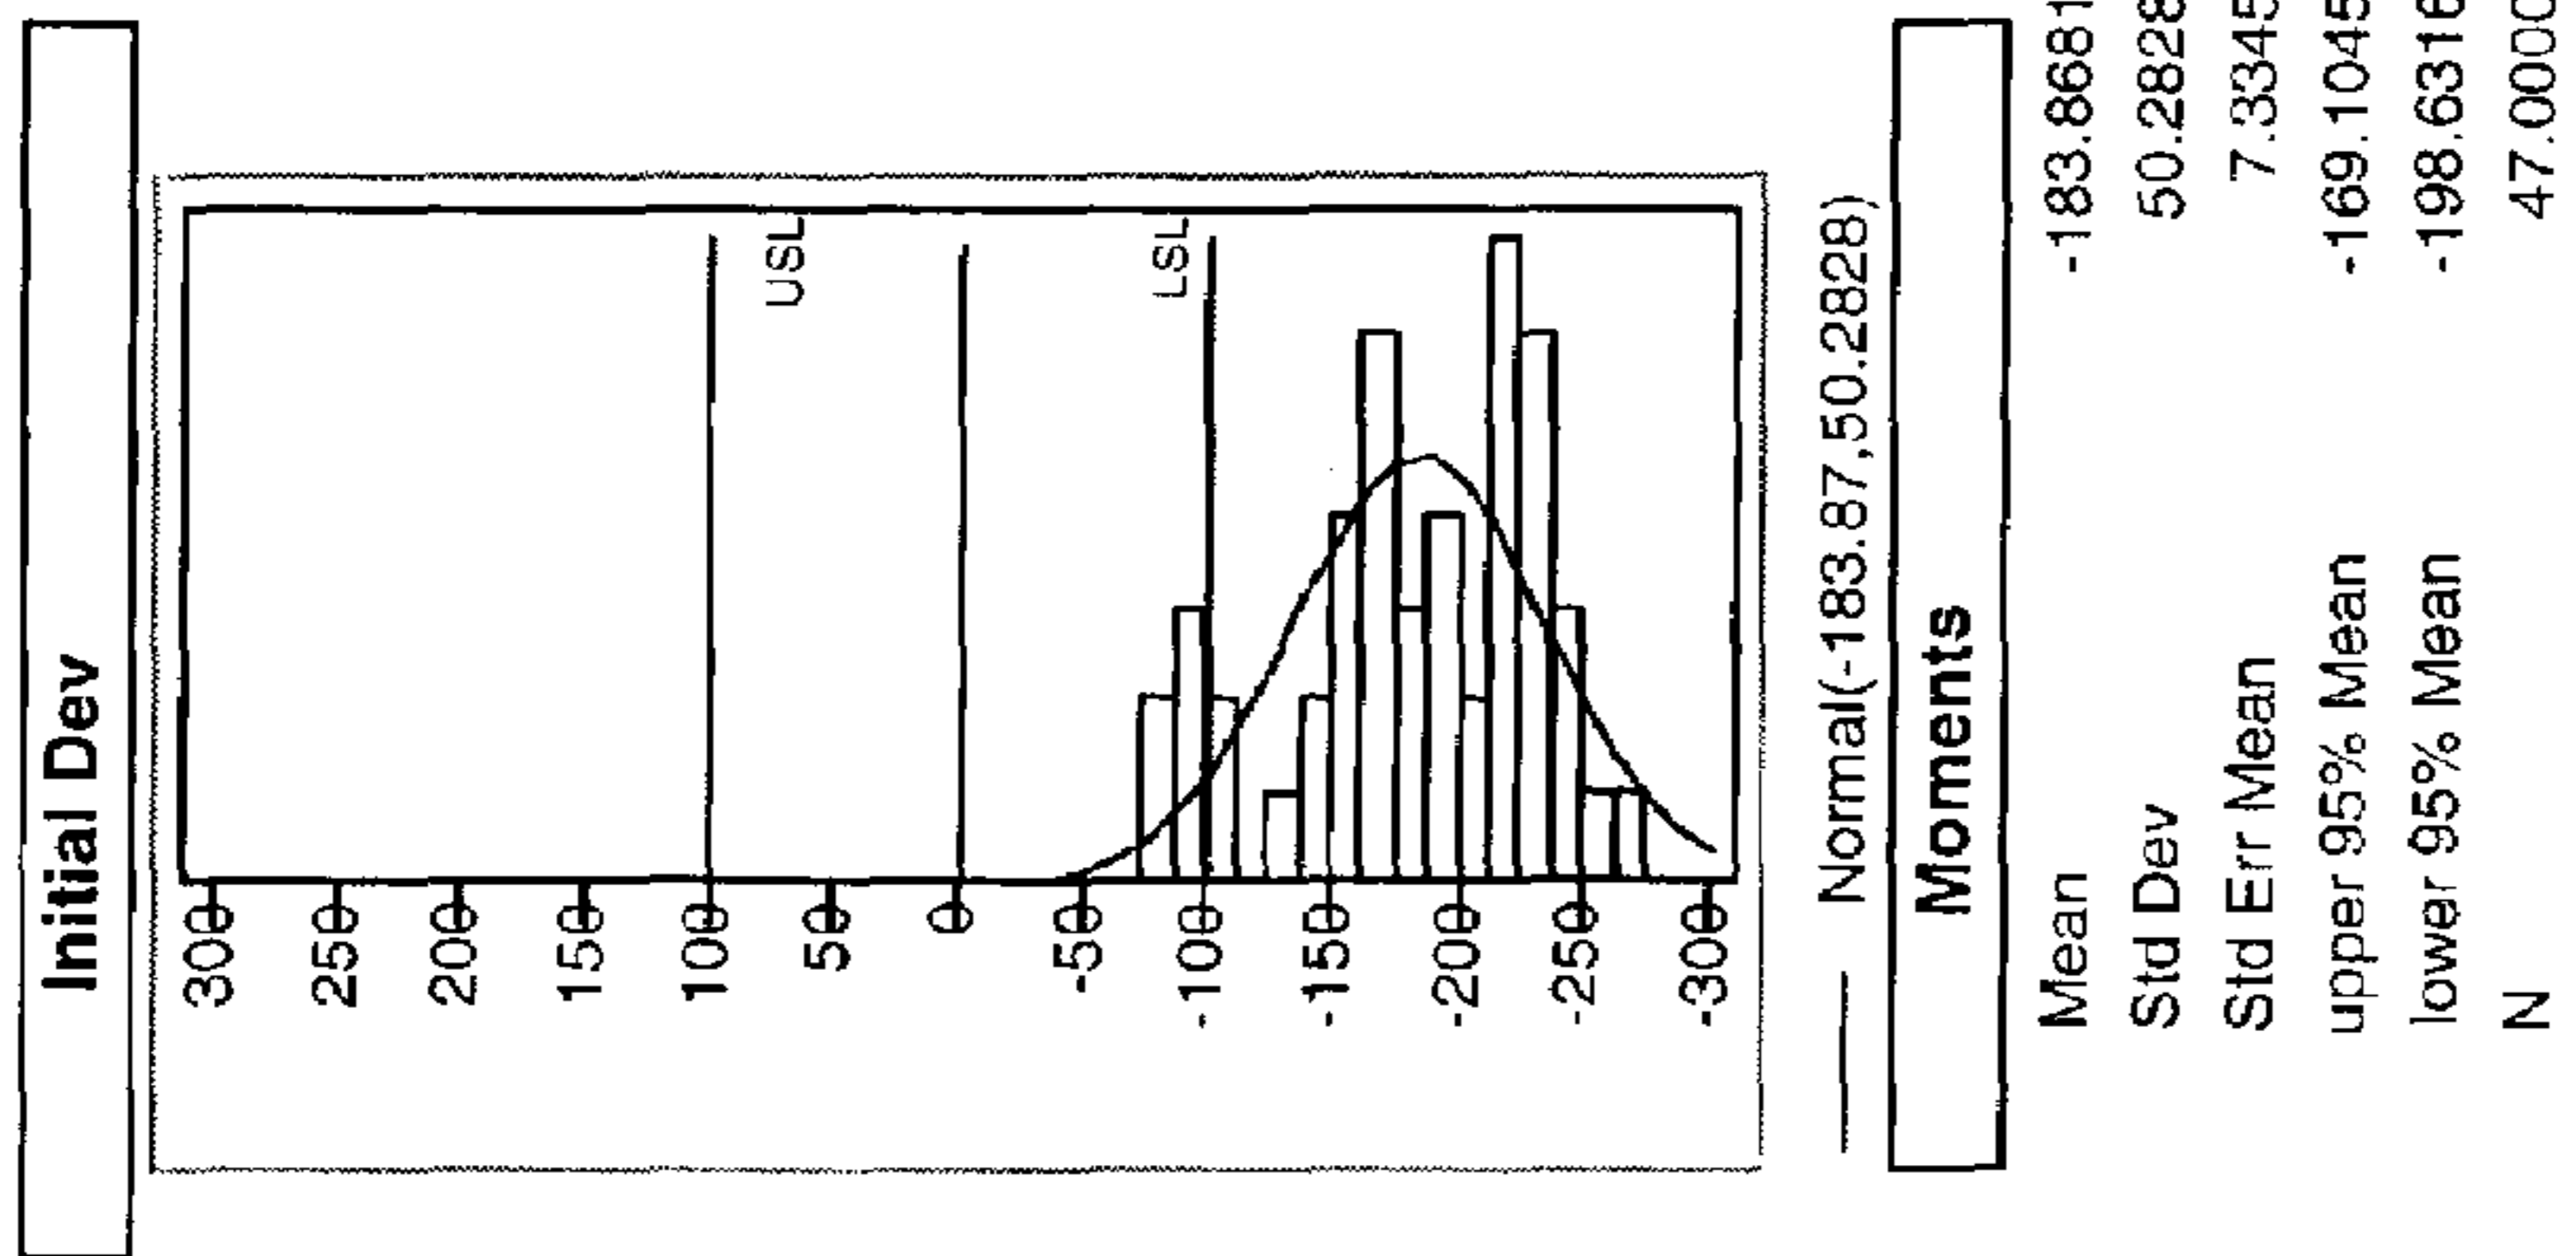 Initial Dev
300
250
200
150
100
USL
50
0
-50
LSL
-100
-150
-200
-250
-300
Normal(-183.87,50.2828)
Moments
Mean -183.8681
Std Dev 50.2828
Std Err Mean 7.3345
upper 95% Mean -169.1045
lower 95% Mean -198.6316
N 47.0000